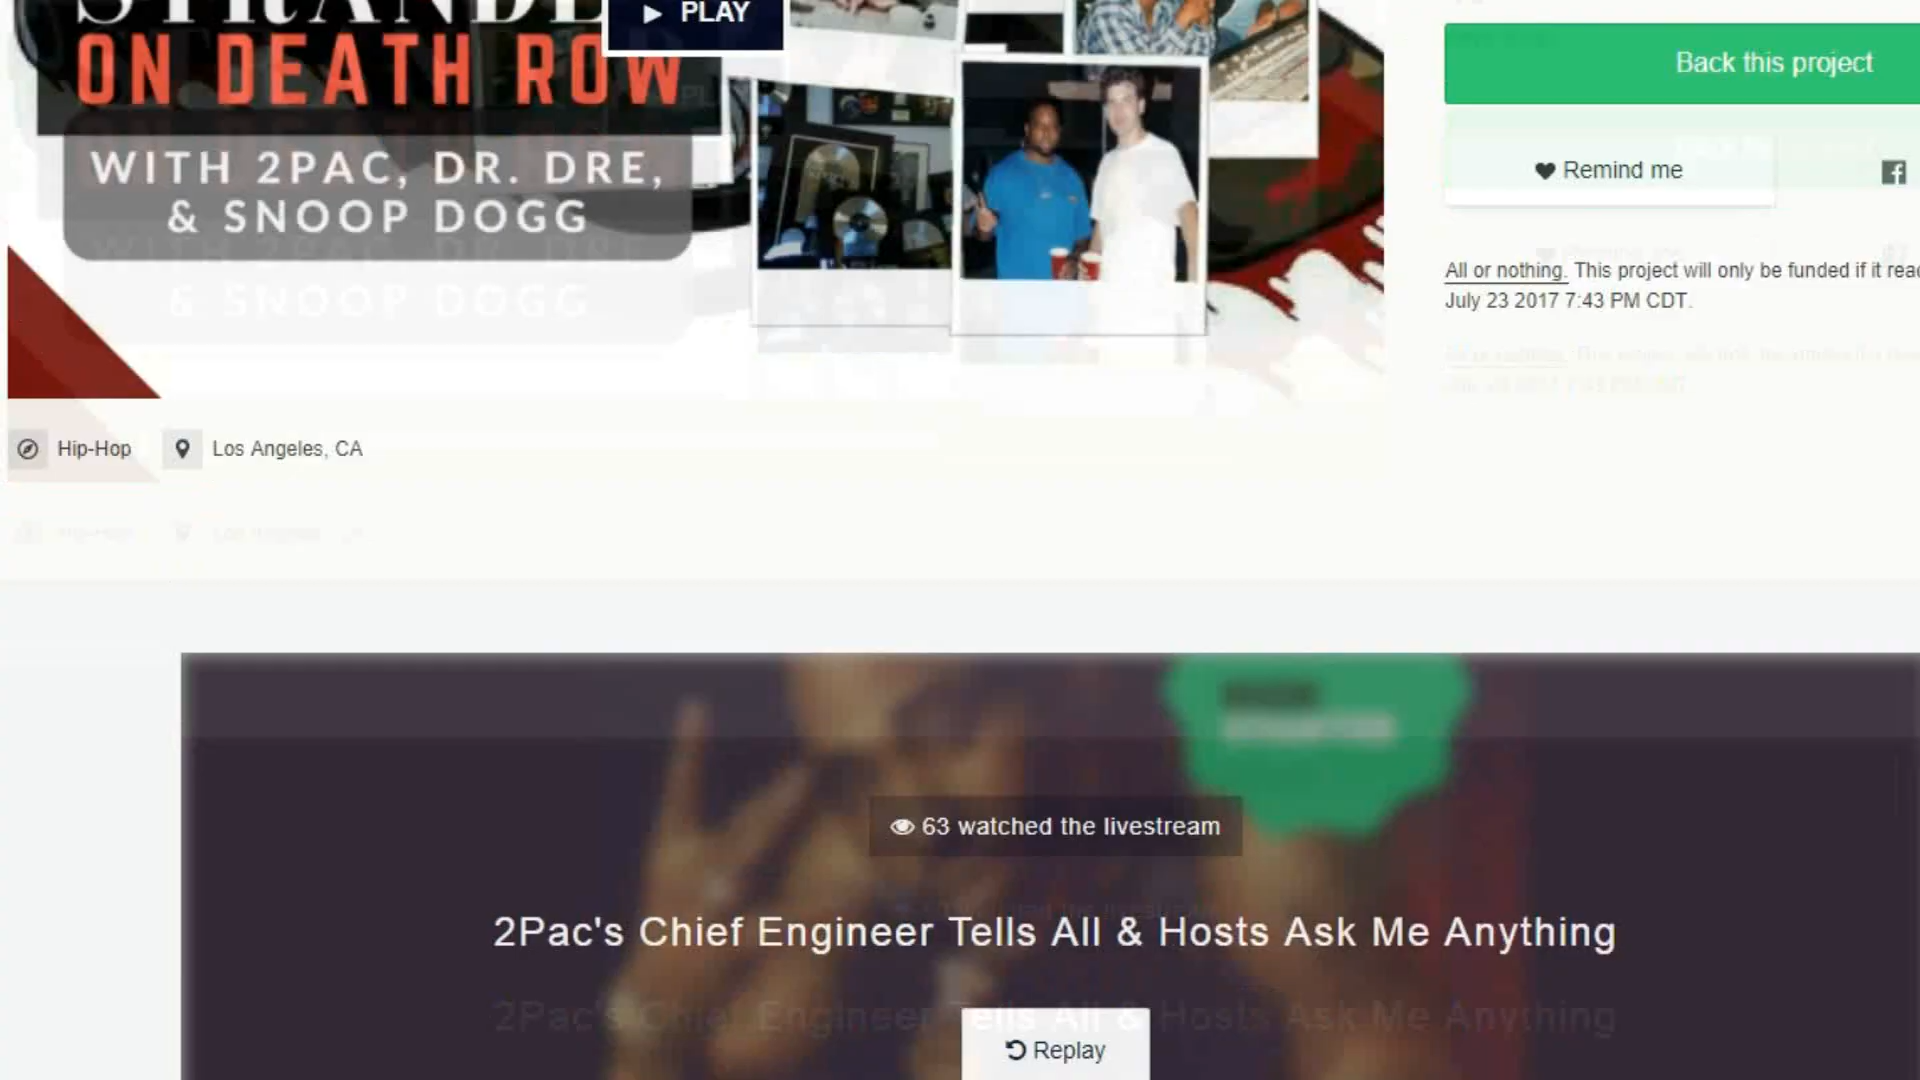 STRANDED
ON DEATH ROW
WITH 2PAC, DR. DRE,
& SNOOP DOGG
PLAY
Back this project
Remind me
All or nothing. This project will only be funded if it
July 23 2017 7:43 PM CDT.
Hip-Hop
Los Angeles, CA
63 watched the livestream
2Pac's Chief Engineer Tells All & Hosts Ask Me Anything
Replay